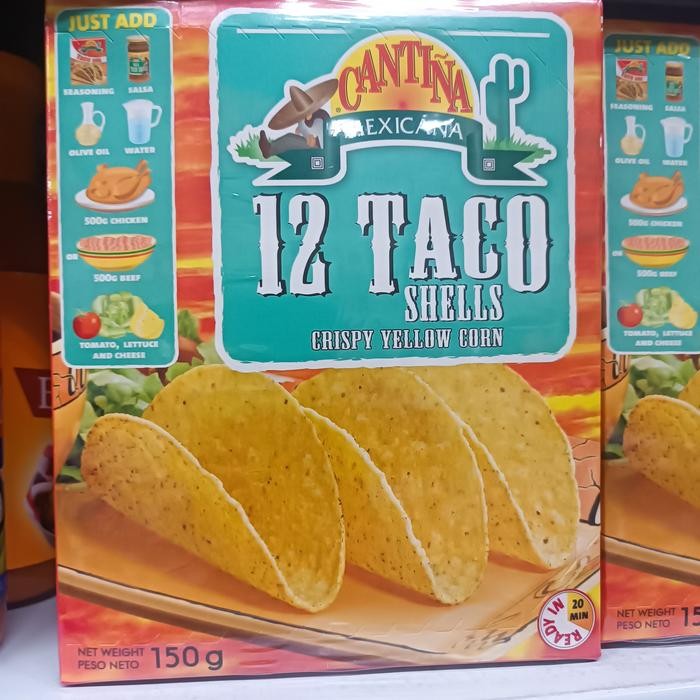 JUST ADD
SEASONING SALSA
OLIVE OIL WATER
500G CHICKEN
OR
500G BEEF
TOMATO, LETTUCE
AND CHEESE
CANTIÑA
MEXICANA
12 TACO
SHELLS
CRISPY YELLOW CORN
READY IN
20
MIN
NET WEIGHT
PESO NETO
150g
JUST ADD
SEASONING SALSA
OLIVE OIL WATER
500G CHICKEN
OR
500G BEEF
TOMATO, LETTUCE
AND CHEESE
NET WEIGHT
PESO NETO
15